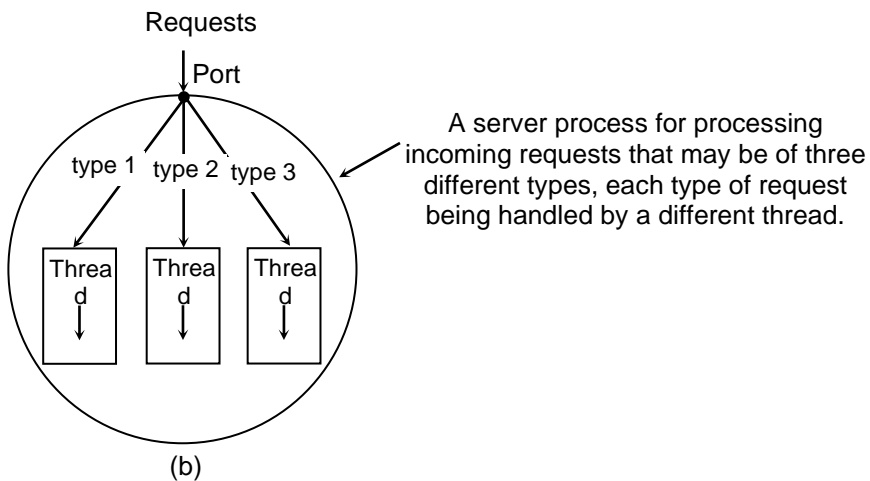 Requests
Port
type 1 type 2 type 3
A server process for processing
incoming requests that may be of three
different types, each type of request
being handled by a different thread.
Threa Threa Threa
d d d
(b)